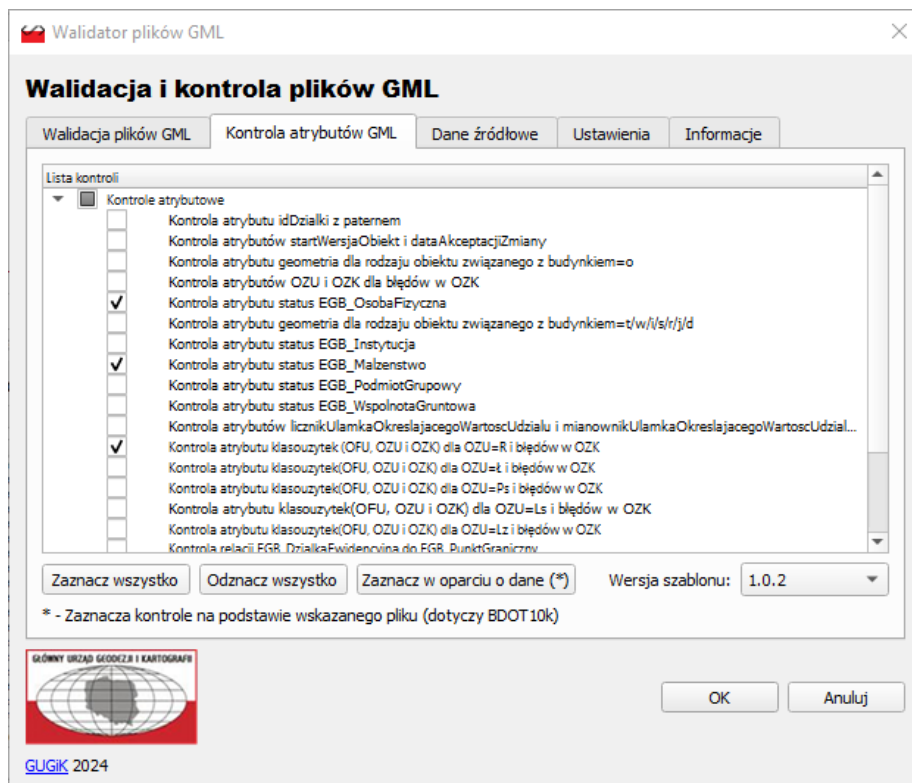 Walidator plików GML
Walidacja i kontrola plików GML
Walidacja plików GML
Kontrola atrybutów GML
Dane źródłowe
Ustawienia
Informacje
Lista kontroli
Kontrole atrybutowe
Kontrola atrybutu idDzialki z paternem
Kontrola atrybutów startWersjaObiekt i dataAkceptacjiZmiany
Kontrola atrybutu geometria dla rodzaju obiektu związanego z budynkiem=o
Kontrola atrybutów OZU i OZK dla błędów w OZK
Kontrola atrybutu status EGB_OsobaFizyczna
Kontrola atrybutu geometria dla rodzaju obiektu związanego z budynkiem=t/w/i/s/r/j/d
Kontrola atrybutu status EGB_Instytucja
Kontrola atrybutu status EGB_Malzenstwo
Kontrola atrybutu status EGB_PodmiotGrupowy
Kontrola atrybutu status EGB_WspolnotaGruntowa
Kontrola atrybutów licznikUlamkaOkreslajacegoWartoscUdzialu i mianownikUlamkaOkreslajacegoWartoscUdzial...
Kontrola atrybutu klasouzytek (OFU, OZU i OZK) dla OZU=R i błędów w OZK
Kontrola atrybutu klasouzytek(OFU, OZU i OZK) dla OZU=Ł i błędów w OZK
Kontrola atrybutu klasouzytek(OFU, OZU i OZK) dla OZU=Ps i błędów w OZK
Kontrola atrybutu klasouzytek(OFU, OZU i OZK) dla OZU=Ls i błędów w OZK
Kontrola atrybutu klasouzytek(OFU, OZU i OZK) dla OZU=Lz i błędów w OZK
Kontrola relacji EGB_DzialkaEwidencyjna do EGB_PunktGraniczny
Zaznacz wszystko
Odznacz wszystko
Zaznacz w oparciu o dane (*)
Wersja szablonu:
1.0.2
* - Zaznacza kontrole na podstawie wskazanego pliku (dotyczy BDOT10k)
GŁÓWNY URZĄD GEODEZJI I KARTOGRAFII
OK
Anuluj
GUGiK 2024